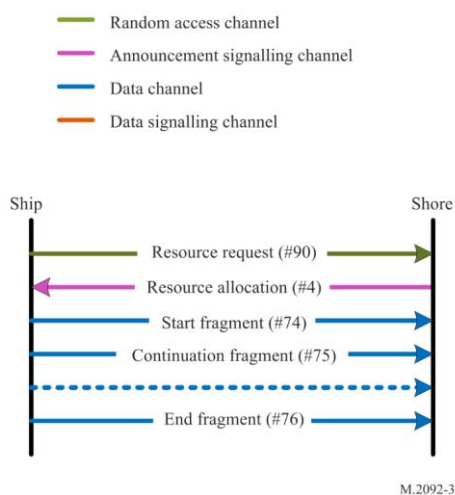 Random access channel
Announcement signalling channel
Data channel
Data signalling channel
Ship
Shore
Resource request (#90)
Resource allocation (#4)
Start fragment (#74)
Continuation fragment (#75)
End fragment (#76)
M.2092-3